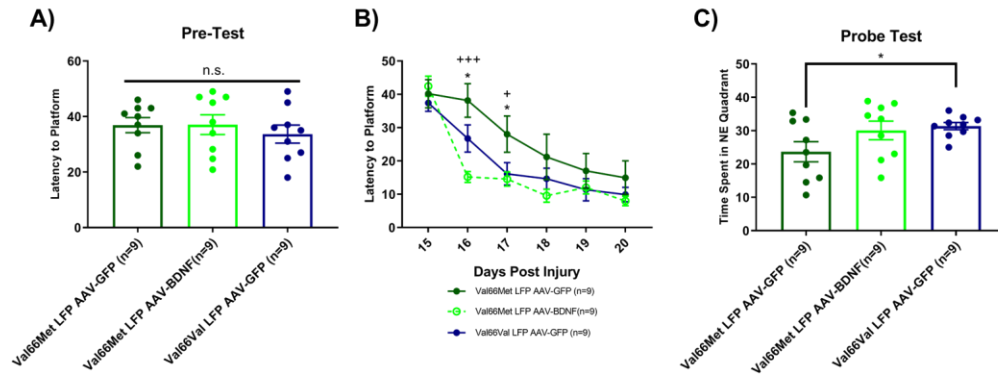 A)
Pre-Test
n.s.
Latency to Platform
60
40
20
0
Val66Met LFP AAV-GFP (n=9)
Val66Met LFP AAV-BDNF(n=9)
Val66Val LFP AAV-GFP (n=9)
B)
Latency to Platform
50
40
30
20
10
0
+++
*
+
*
15
16
17
18
19
20
Days Post Injury
Val66Met LFP AAV-GFP (n=9)
Val66Met LFP AAV-BDNF(n=9)
Val66Val LFP AAV-GFP (n=9)
C)
Probe Test
*
Time Spent in NE Quadrant
50
40
30
20
10
0
Val66Met LFP AAV-GFP (n=9)
Val66Met LFP AAV-BDNF(n=9)
Val66Val LFP AAV-GFP (n=9)